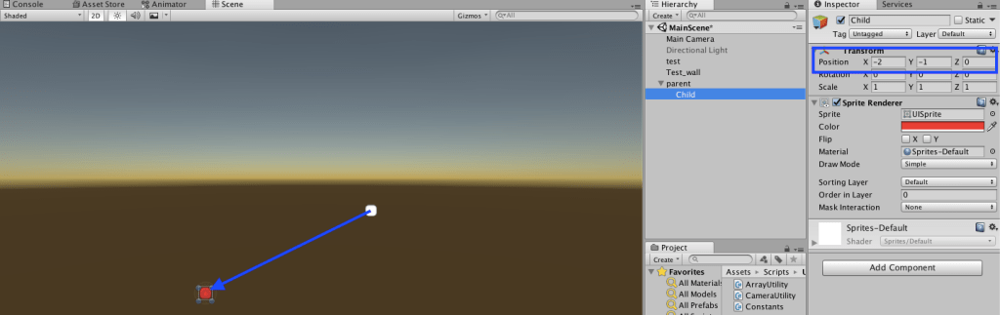 Console Asset Store Animator Scene
Shaded 2D Gizmos All
Hierarchy
Create All
MainScene*
Main Camera
Directional Light
test
Test_wall
parent
Child
Project
Create
Favorites
All Materials
All Models
All Prefabs
Assets Scripts U
ArrayUtility
CameraUtility
Constants
Inspector Services
Child Static
Tag Untagged Layer Default
Transform
Position X -2 Y -1 Z 0
Rotation X 0 Y 0 Z 0
Scale X 1 Y 1 Z 1
Sprite Renderer
Sprite UISprite
Color
Flip X Y
Material Sprites-Default
Draw Mode Simple
Sorting Layer Default
Order in Layer 0
Mask Interaction None
Sprites-Default
Shader Sprites/Default
Add Component